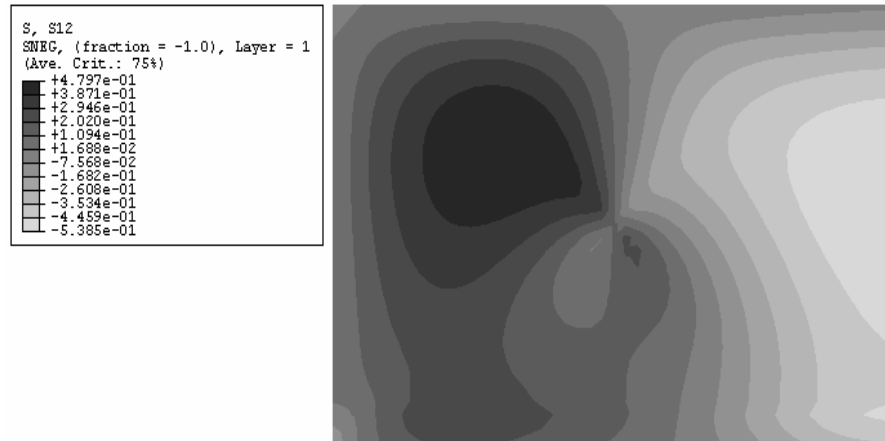 S, S12
SNEG, (fraction = -1.0), Layer = 1
(Ave. Crit.: 75%)
+4.797e-01
+3.871e-01
+2.946e-01
+2.020e-01
+1.094e-01
+1.688e-02
-7.568e-02
-1.682e-01
-2.608e-01
-3.534e-01
-4.459e-01
-5.385e-01